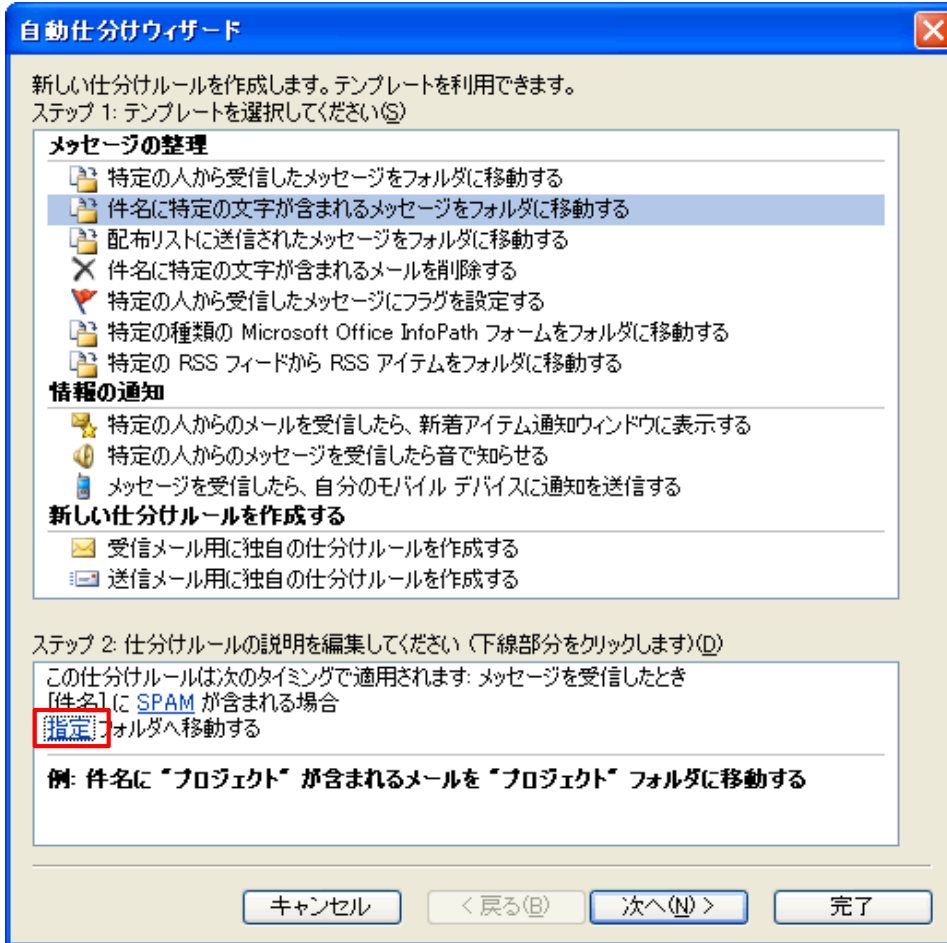 自動仕分けウィザード
新しい仕分けルールを作成します。テンプレートを利用できます。
ステップ 1: テンプレートを選択してください(S)
メッセージの整理
特定の人から受信したメッセージをフォルダに移動する
件名に特定の文字が含まれるメッセージをフォルダに移動する
配布リストに送信されたメッセージをフォルダに移動する
件名に特定の文字が含まれるメールを削除する
特定の人から受信したメッセージにフラグを設定する
特定の種類の Microsoft Office InfoPath フォームをフォルダに移動する
特定の RSS フィードから RSS アイテムをフォルダに移動する
情報の通知
特定の人からのメールを受信したら、新着アイテム通知ウィンドウに表示する
特定の人からのメッセージを受信したら音で知らせる
メッセージを受信したら、自分のモバイル デバイスに通知を送信する
新しい仕分けルールを作成する
受信メール用に独自の仕分けルールを作成する
送信メール用に独自の仕分けルールを作成する
ステップ 2: 仕分けルールの説明を編集してください (下線部分をクリックします)(D)
この仕分けルールは次のタイミングで適用されます: メッセージを受信したとき
[件名] に SPAM が含まれる場合
指定フォルダへ移動する
例: 件名に "プロジェクト" が含まれるメールを "プロジェクト" フォルダに移動する
キャンセル
< 戻る(B)
次へ(N) >
完了